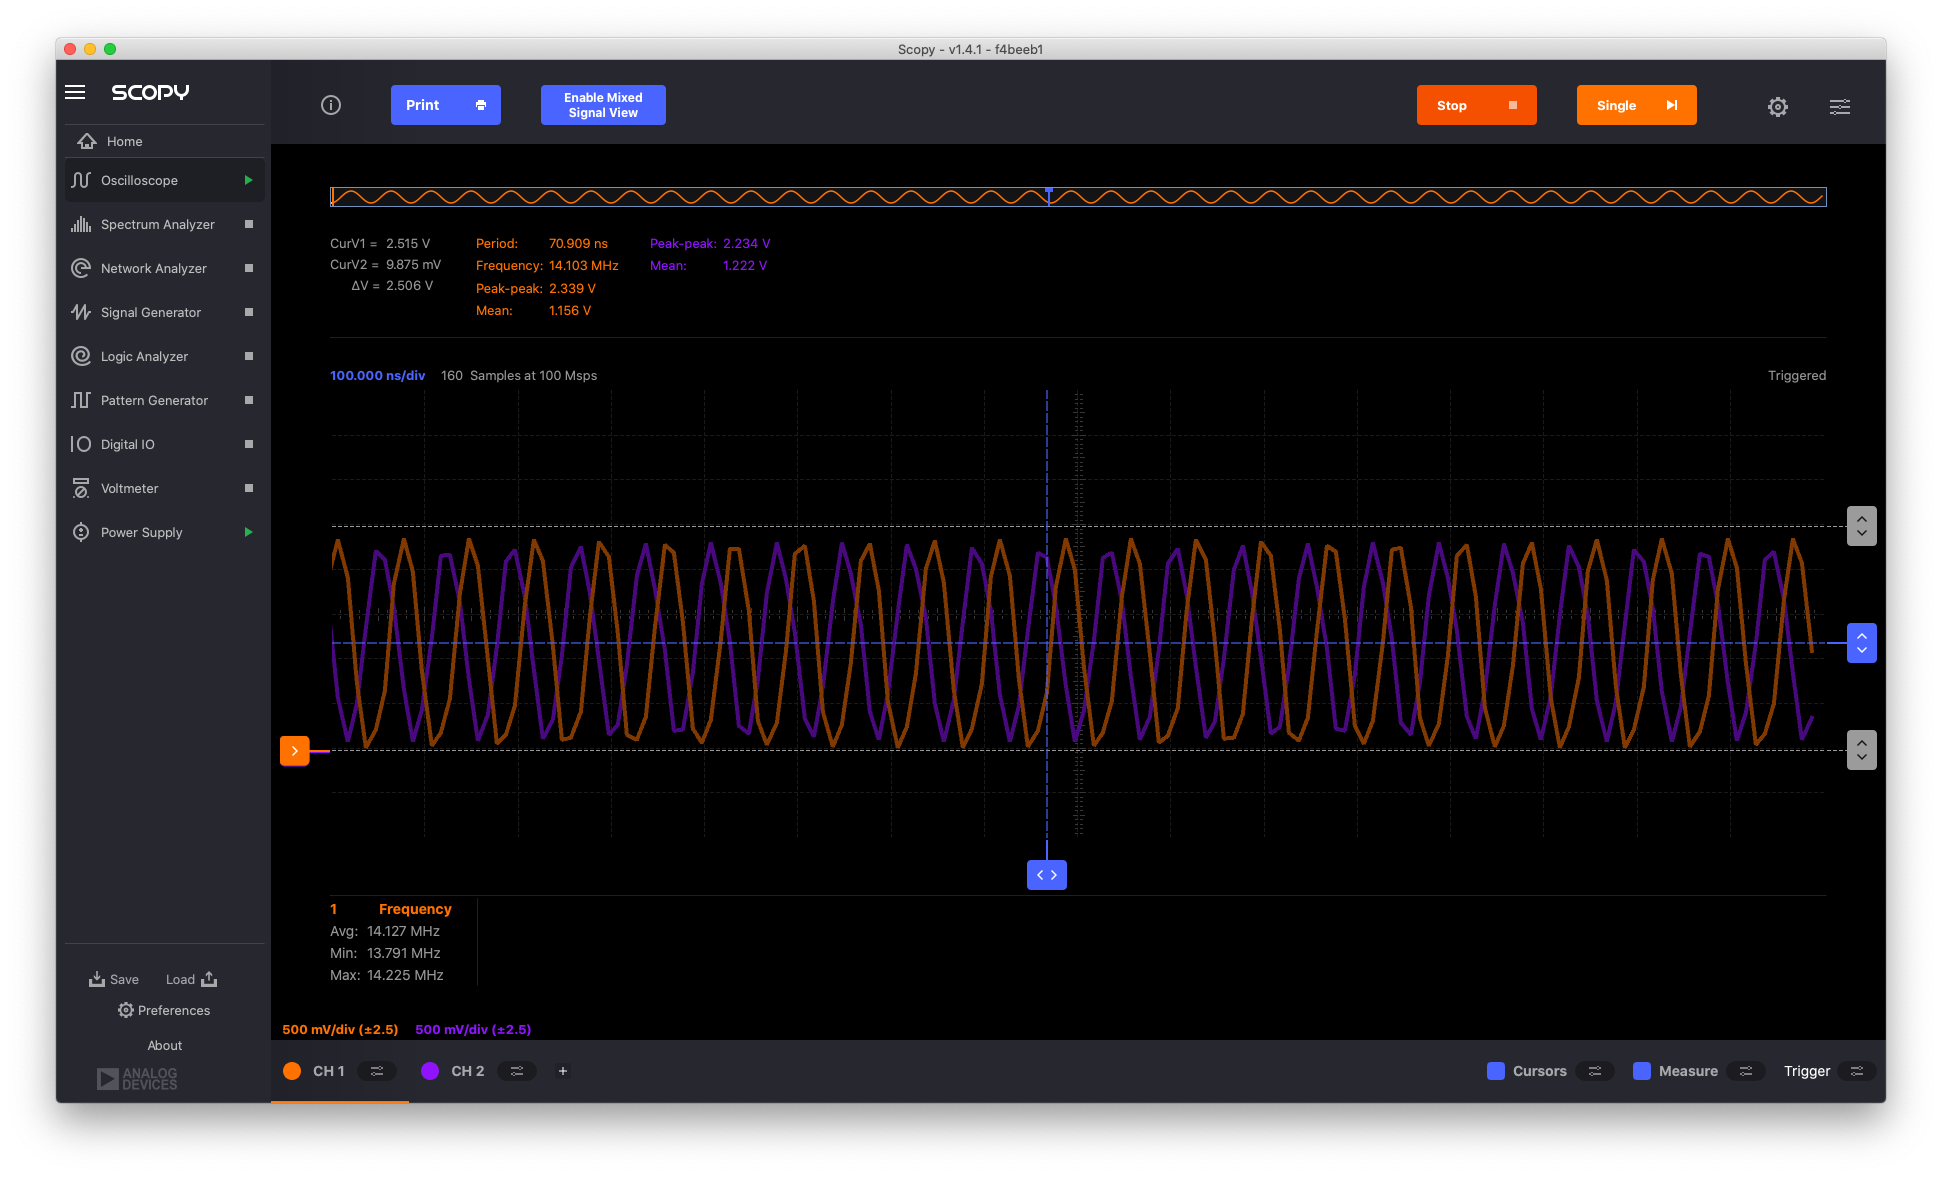 Scopy - v1.4.1 - f4beeb1
SCOPY
Home
Oscilloscope
Spectrum Analyzer
Network Analyzer
Signal Generator
Logic Analyzer
Pattern Generator
Digital IO
Voltmeter
Power Supply
Save Load
Preferences
About
ANALOG
DEVICES
Print
Enable Mixed
Signal View
Stop
Single
CurV1 = 2.515 V
CurV2 = 9.875 mV
ΔV = 2.506 V
Period: 70.909 ns
Frequency: 14.103 MHz
Peak-peak: 2.339 V
Mean: 1.156 V
Peak-peak: 2.234 V
Mean: 1.222 V
100.000 ns/div 160 Samples at 100 Msps
Triggered
1 Frequency
Avg: 14.127 MHz
Min: 13.791 MHz
Max: 14.225 MHz
500 mV/div (±2.5) 500 mV/div (±2.5)
CH 1 CH 2 +
Cursors Measure Trigger